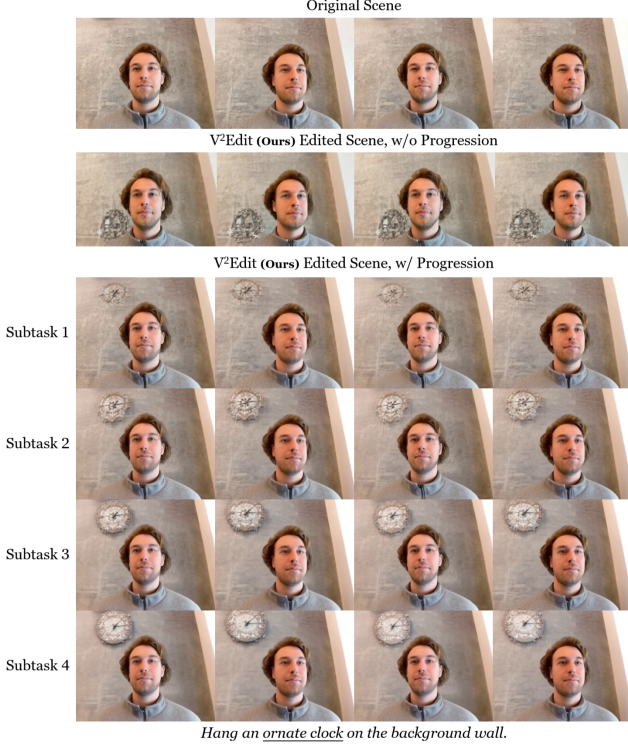 Original Scene
V²Edit (Ours) Edited Scene, w/o Progression
V²Edit (Ours) Edited Scene, w/ Progression
Subtask 1
Subtask 2
Subtask 3
Subtask 4
Hang an ornate clock on the background wall.